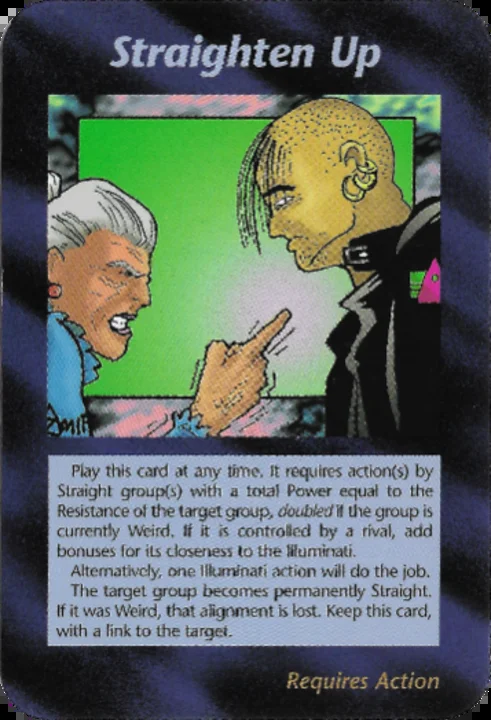 Straighten Up
Play this card at any time. It requires action(s) by
Straight group(s) with a total Power equal to the
Resistance of the target group, doubled if the group is
currently Weird. If it is controlled by a rival, add
bonuses for its closeness to the Illuminati.
Alternatively, one Illuminati action will do the job.
The target group becomes permanently Straight.
If it was Weird, that alignment is lost. Keep this card,
with a link to the target.
Requires Action